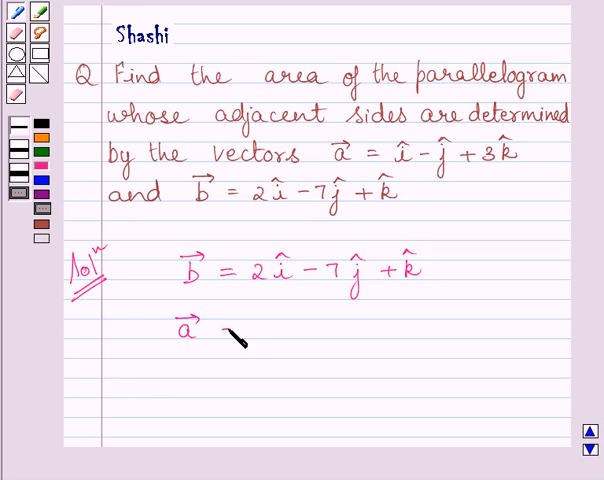 Shashi
Q Find the area of the parallelogram
whose adjacent sides are determined
by the vectors a⃗ = î - ĵ + 3k̂
and b⃗ = 2î - 7ĵ + k̂
Solⁿ b⃗ = 2î - 7ĵ + k̂
a⃗ -